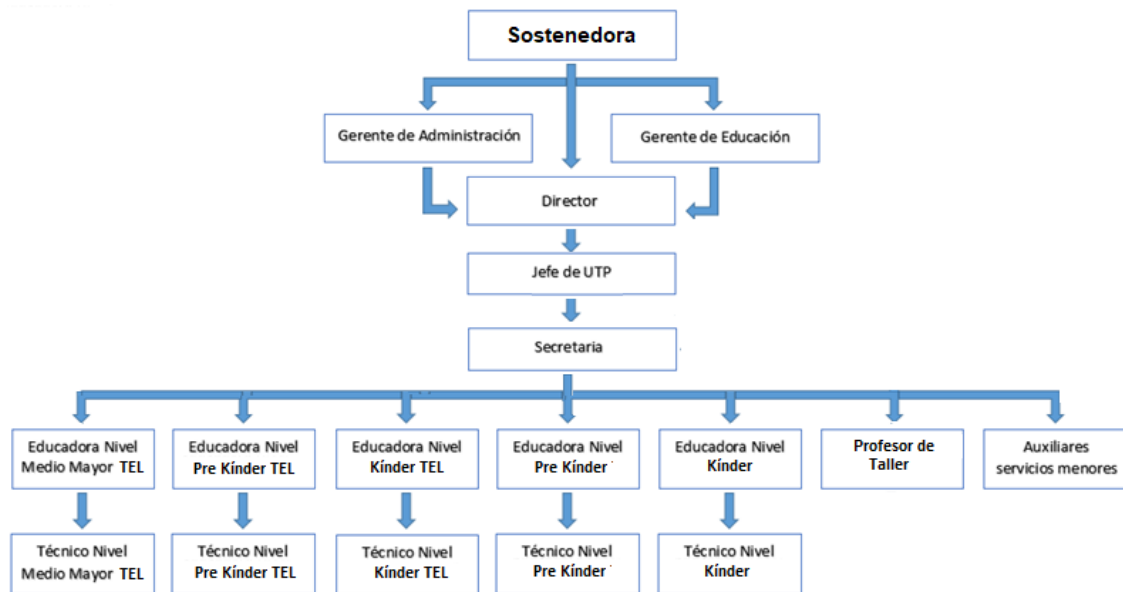 Sostenedora
Gerente de Administración
Gerente de Educación
Director
Jefe de UTP
Secretaria
Educadora Nivel
Medio Mayor TEL
Educadora Nivel
Pre Kínder TEL
Educadora Nivel
Kínder TEL
Educadora Nivel
Pre Kínder
Educadora Nivel
Kínder
Profesor de
Taller
Auxiliares
servicios menores
Técnico Nivel
Medio Mayor TEL
Técnico Nivel
Pre Kínder TEL
Técnico Nivel
Kínder TEL
Técnico Nivel
Pre Kínder
Técnico Nivel
Kínder